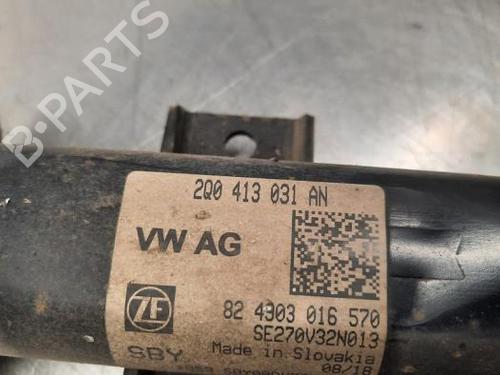 2Q0 413 031 AN
VW AG
ZF
82 4303 016 570
SE270V32N013
SBY
Made in Slovakia
08/18
B-PARTS